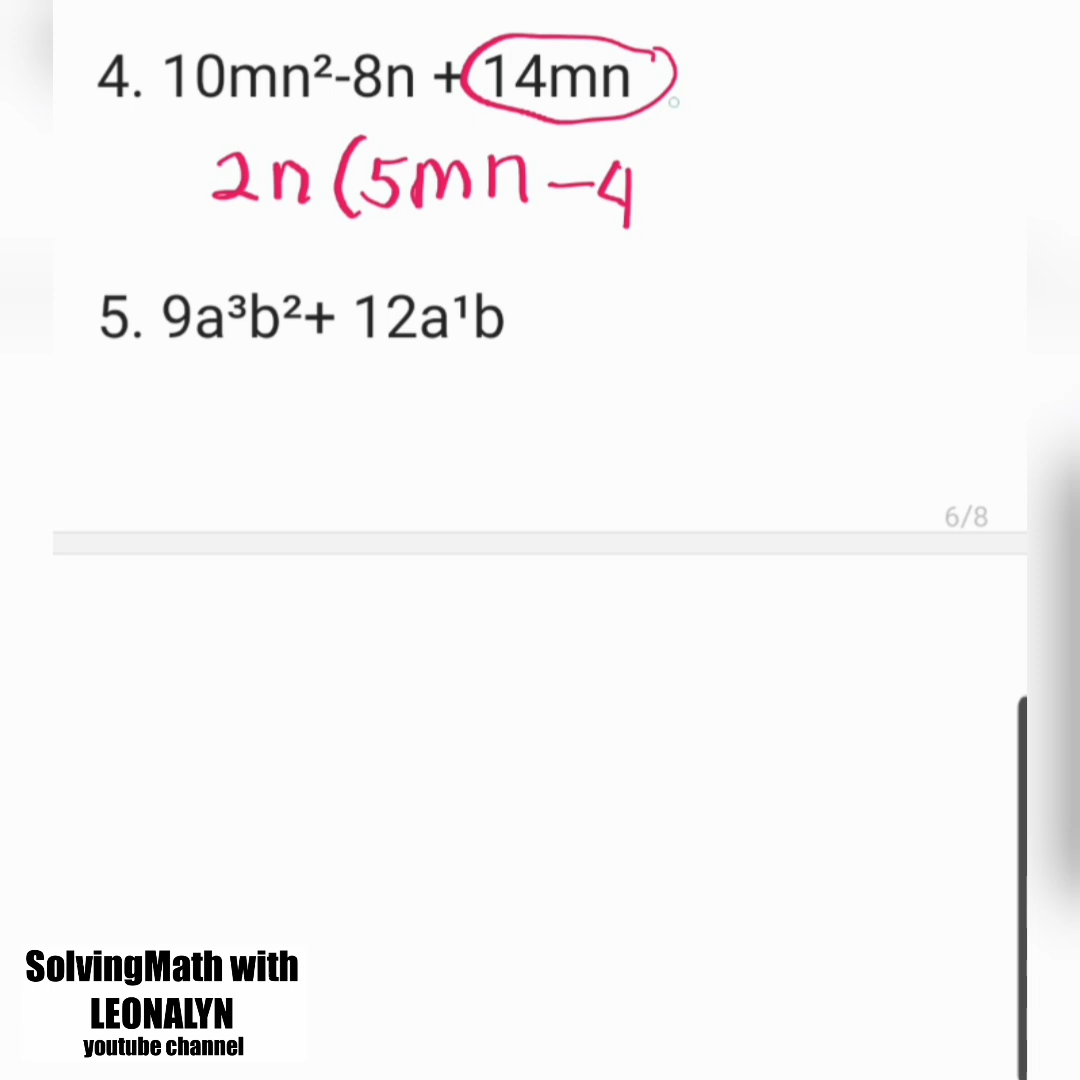 4. 10mn²-8n + 14mn
2n (5mn - 4
5. 9a³b²+ 12a¹b
6/8
SolvingMath with
LEONALYN
youtube channel